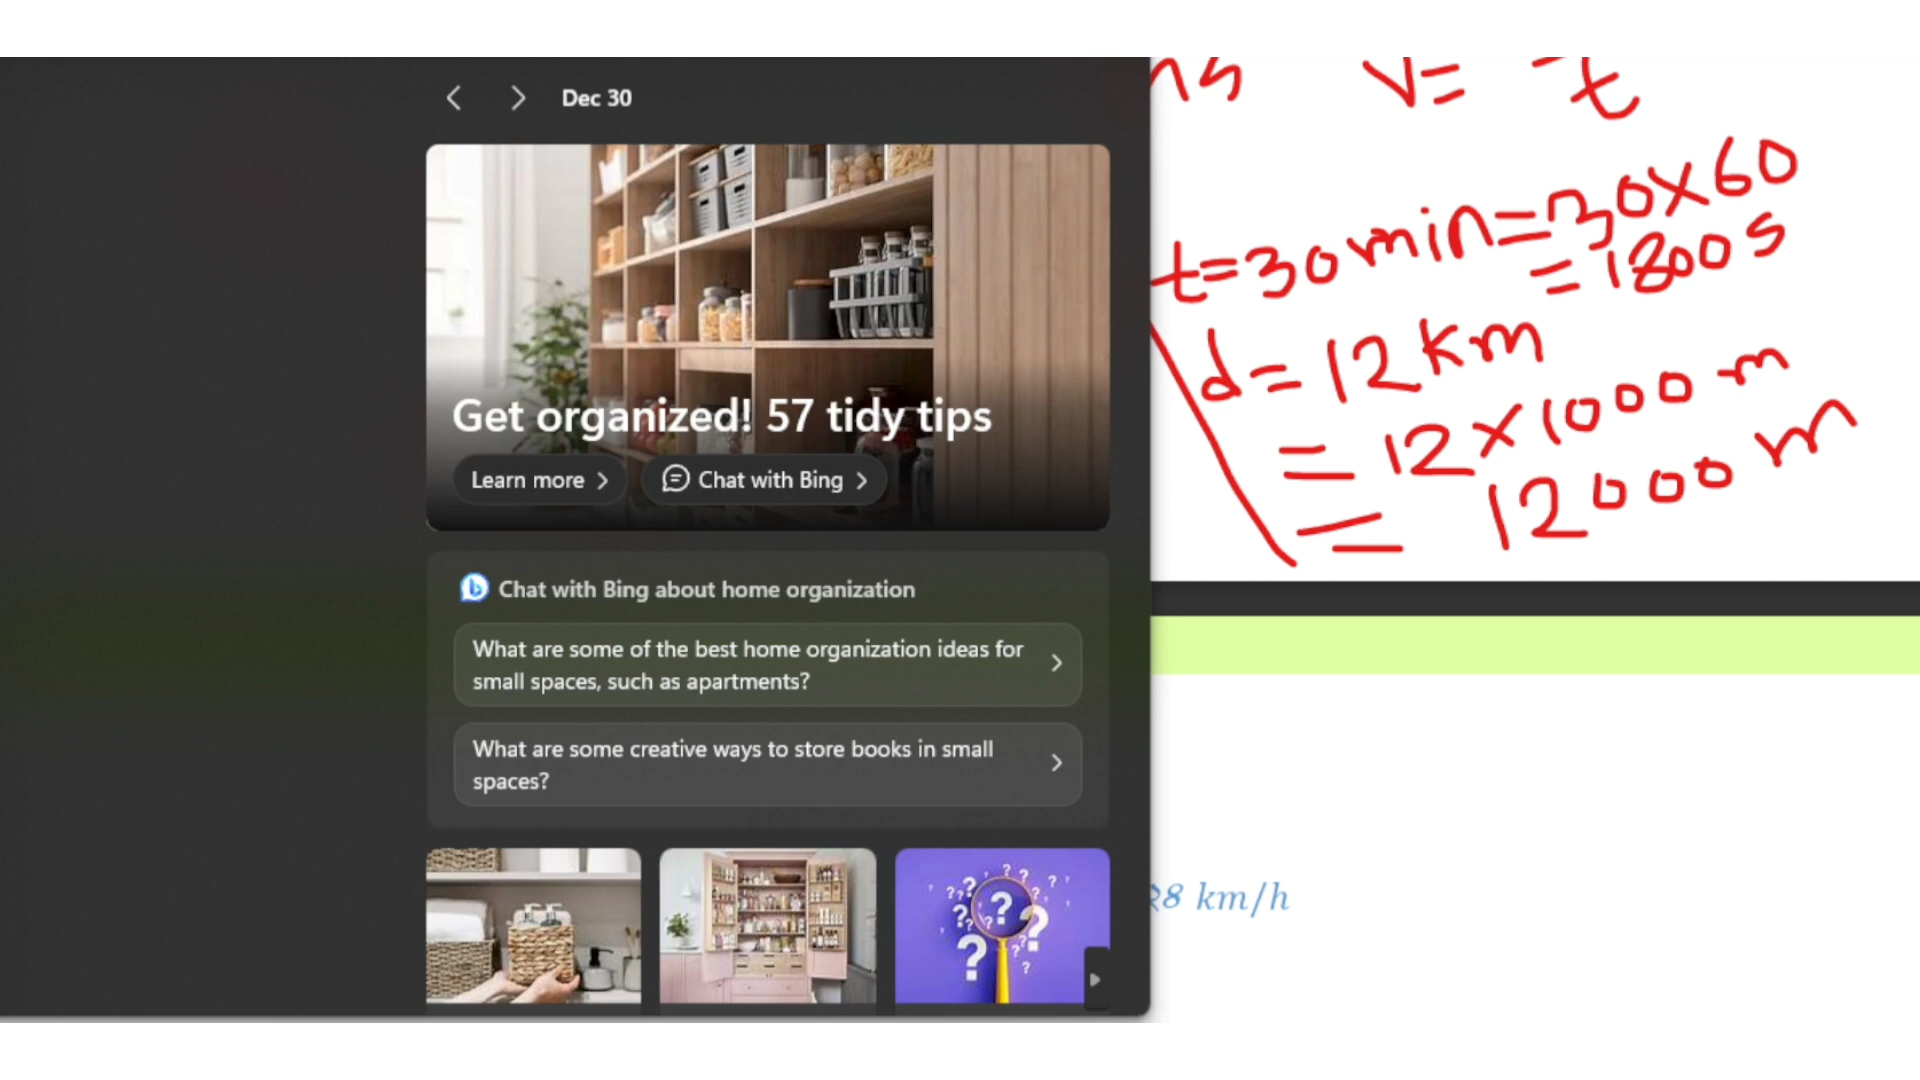 Dec 30
Get organized! 57 tidy tips
Learn more
Chat with Bing
Chat with Bing about home organization
What are some of the best home organization ideas for
small spaces, such as apartments?
What are some creative ways to store books in small
spaces?
V=
t
t=30min=30X60
=1800s
d=12km
=12x1000m
= 12000m
8 km/h